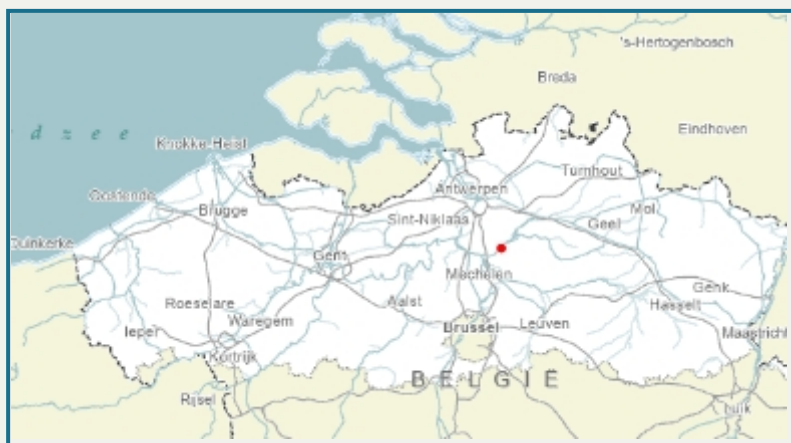 's-Hertogenbosch
Breda
Eindhoven
d z e e
Knokke-Heist
Turnhout
Antwerpen
Oostende
Brugge
Sint-Niklaas
Geel
Mol
Duinkerke
Gent
Mechelen
Genk
Roeselare
Aalst
Hasselt
Ieper
Waregem
Brussel
Leuven
Maastricht
Kortrijk
BELGIË
Rijsel
Luik